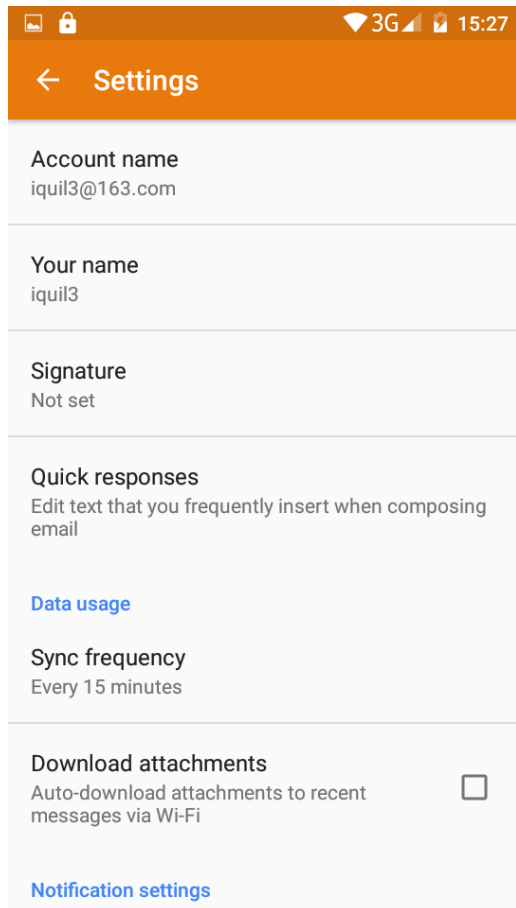 3G 15:27
Settings
Account name
iquil3@163.com
Your name
iquil3
Signature
Not set
Quick responses
Edit text that you frequently insert when composing
email
Data usage
Sync frequency
Every 15 minutes
Download attachments
Auto-download attachments to recent
messages via Wi-Fi
Notification settings